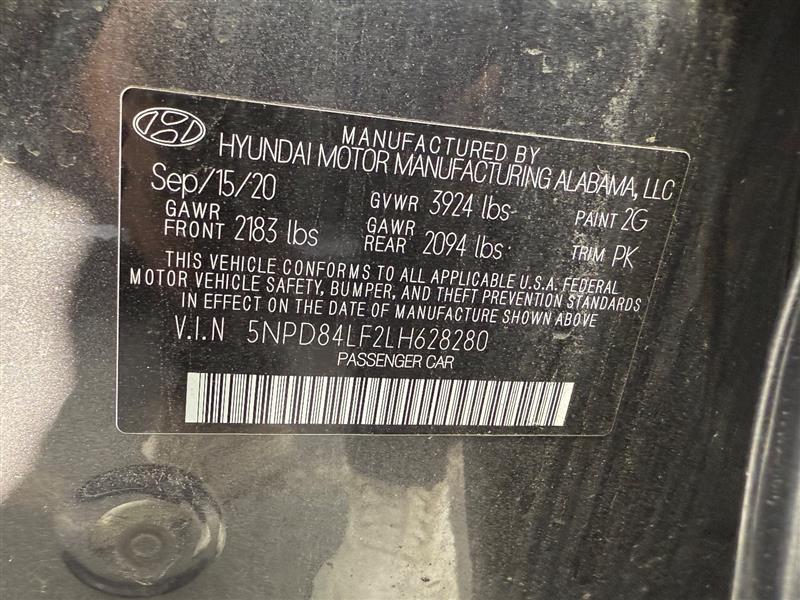 MANUFACTURED BY
HYUNDAI MOTOR MANUFACTURING ALABAMA, LLC
Sep/15/20 GVWR 3924 lbs PAINT 2G
GAWR FRONT 2183 lbs GAWR REAR 2094 lbs TRIM PK
THIS VEHICLE CONFORMS TO ALL APPLICABLE U.S.A. FEDERAL
MOTOR VEHICLE SAFETY, BUMPER, AND THEFT PREVENTION STANDARDS
IN EFFECT ON THE DATE OF MANUFACTURE SHOWN ABOVE
V.I.N 5NPD84LF2LH628280
PASSENGER CAR